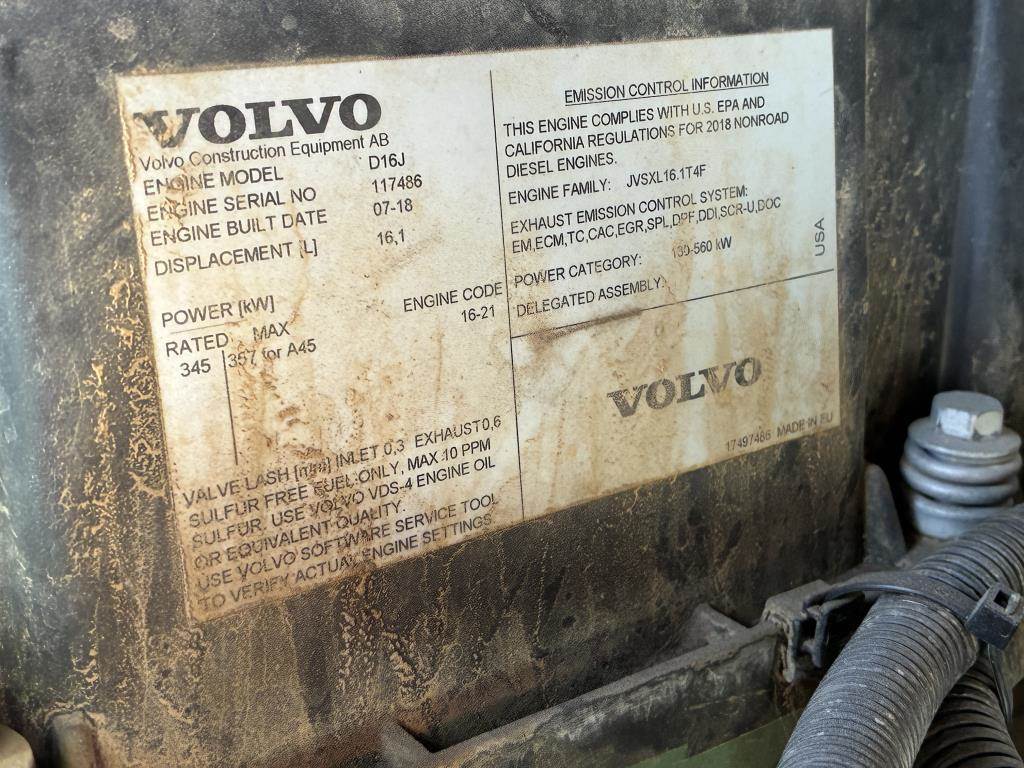 VOLVO
Volvo Construction Equipment AB
ENGINE MODEL D16J
ENGINE SERIAL NO 117486
ENGINE BUILT DATE 07-18
DISPLACEMENT [L] 16,1
POWER [kW] ENGINE CODE
RATED MAX 16-21
345 357 for A45
VALVE LASH [mm] INLET 0,3 EXHAUST 0,6
SULFUR FREE FUEL ONLY, MAX 10 PPM
SULFUR. USE VOLVO VDS-4 ENGINE OIL
OR EQUIVALENT QUALITY.
USE VOLVO SOFTWARE SERVICE TOOL
TO VERIFY ACTUAL ENGINE SETTINGS
EMISSION CONTROL INFORMATION
THIS ENGINE COMPLIES WITH U.S. EPA AND
CALIFORNIA REGULATIONS FOR 2018 NONROAD
DIESEL ENGINES.
ENGINE FAMILY: JVSXL16.1T4F
EXHAUST EMISSION CONTROL SYSTEM:
EM,ECM,TC,CAC,EGR,SPL,DPF,DDI,SCR-U,DOC
POWER CATEGORY: 130-560 kW
DELEGATED ASSEMBLY:
USA
VOLVO
17497486 MADE IN EU